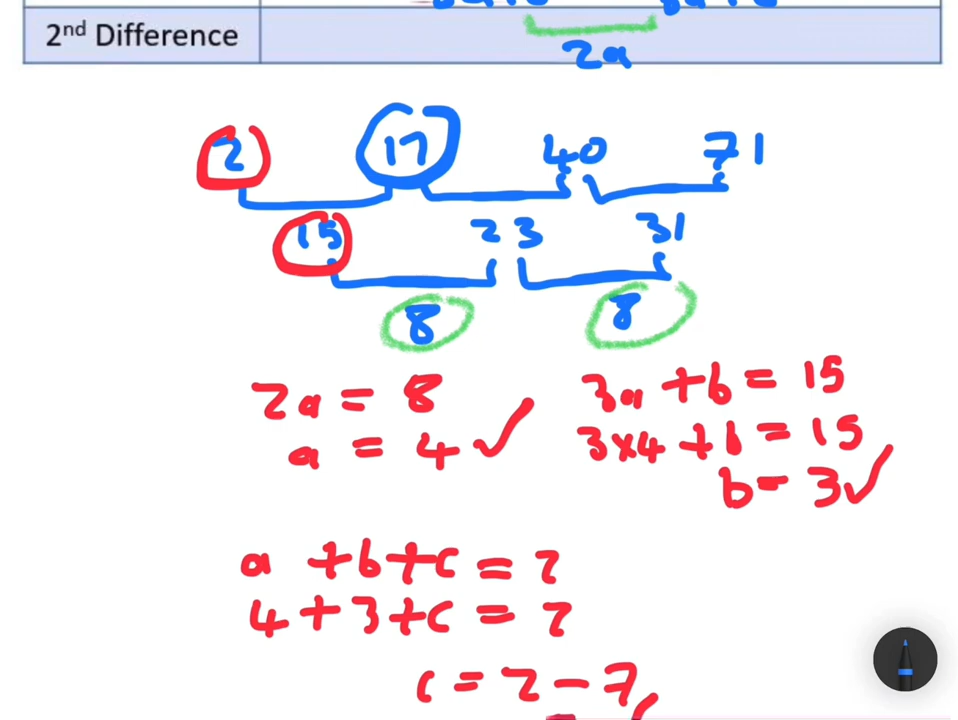 2nd Difference
2a
2 17 40 71
15 23 31
8 8
2a = 8
a = 4 ✓
3a + b = 15
3x4 + b = 15
b = 3 ✓
a + b + c = 2
4 + 3 + c = 2
c = 2 - 7